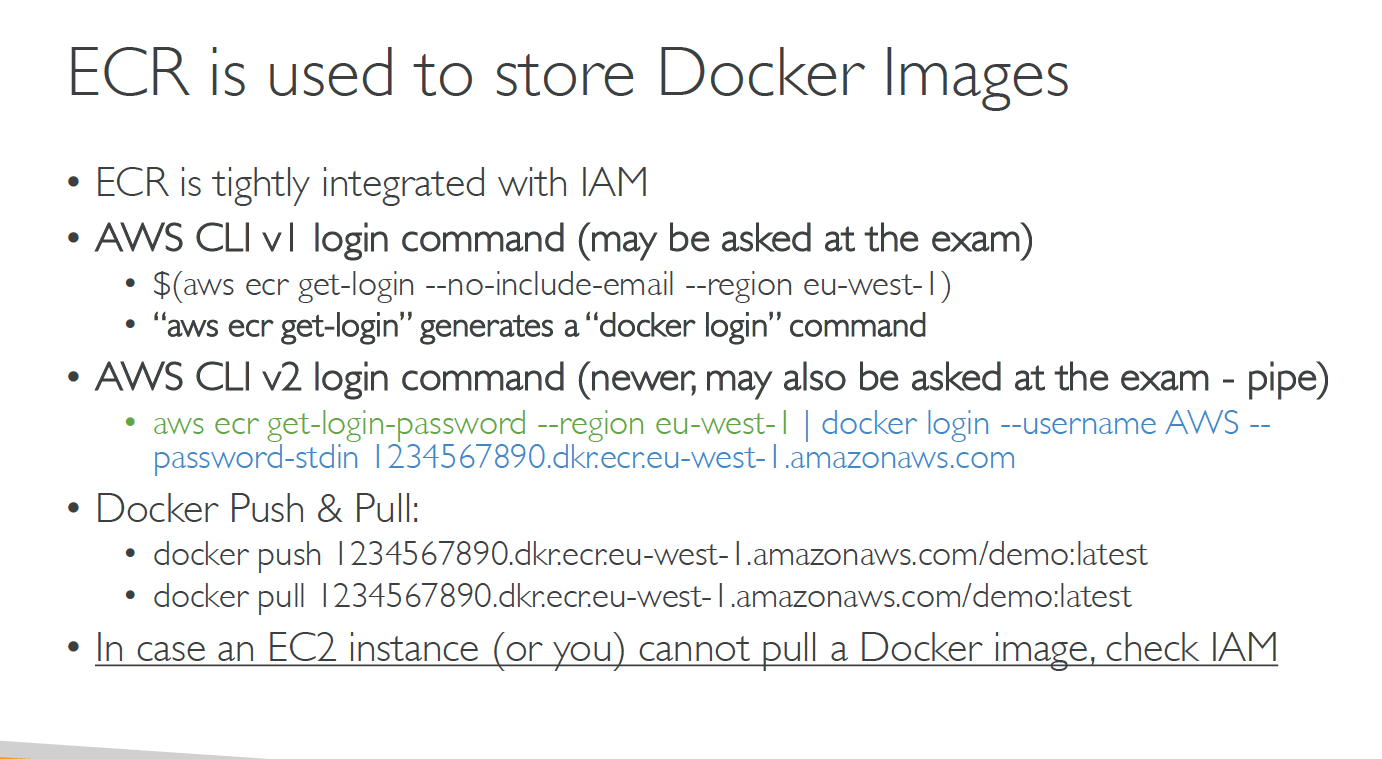 ECR is used to store Docker Images
• ECR is tightly integrated with IAM
• AWS CLI v1 login command (may be asked at the exam)
• $(aws ecr get-login --no-include-email --region eu-west-1)
• “aws ecr get-login” generates a “docker login” command
• AWS CLI v2 login command (newer, may also be asked at the exam - pipe)
• aws ecr get-login-password --region eu-west-1 | docker login --username AWS --
password-stdin 1234567890.dkr.ecr.eu-west-1.amazonaws.com
• Docker Push & Pull:
• docker push 1234567890.dkr.ecr.eu-west-1.amazonaws.com/demo:latest
• docker pull 1234567890.dkr.ecr.eu-west-1.amazonaws.com/demo:latest
• In case an EC2 instance (or you) cannot pull a Docker image, check IAM